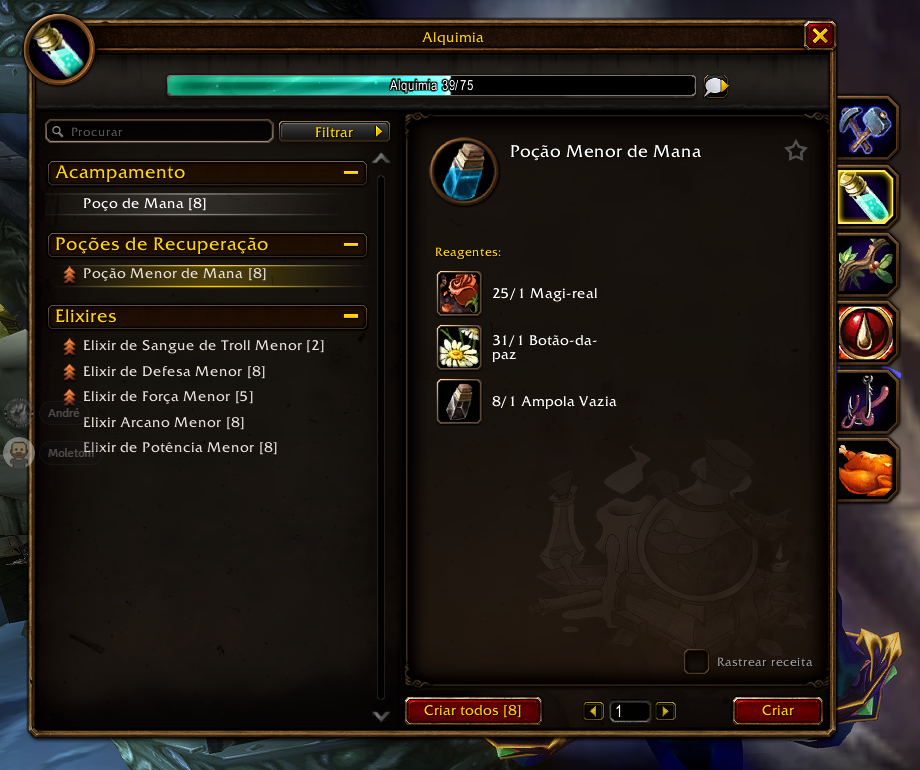 Alquimia
Alquimia 39/75
Procurar
Filtrar
Acampamento
Poço de Mana [8]
Poções de Recuperação
Poção Menor de Mana [8]
Elixires
Elixir de Sangue de Troll Menor [2]
Elixir de Defesa Menor [8]
Elixir de Força Menor [5]
André
Elixir Arcano Menor [8]
Elixir de Potência Menor [8]
Moletom
Poção Menor de Mana
Reagentes:
25/1 Magi-real
31/1 Botão-da-
paz
8/1 Ampola Vazia
Rastrear receita
Criar todos [8]
1
Criar